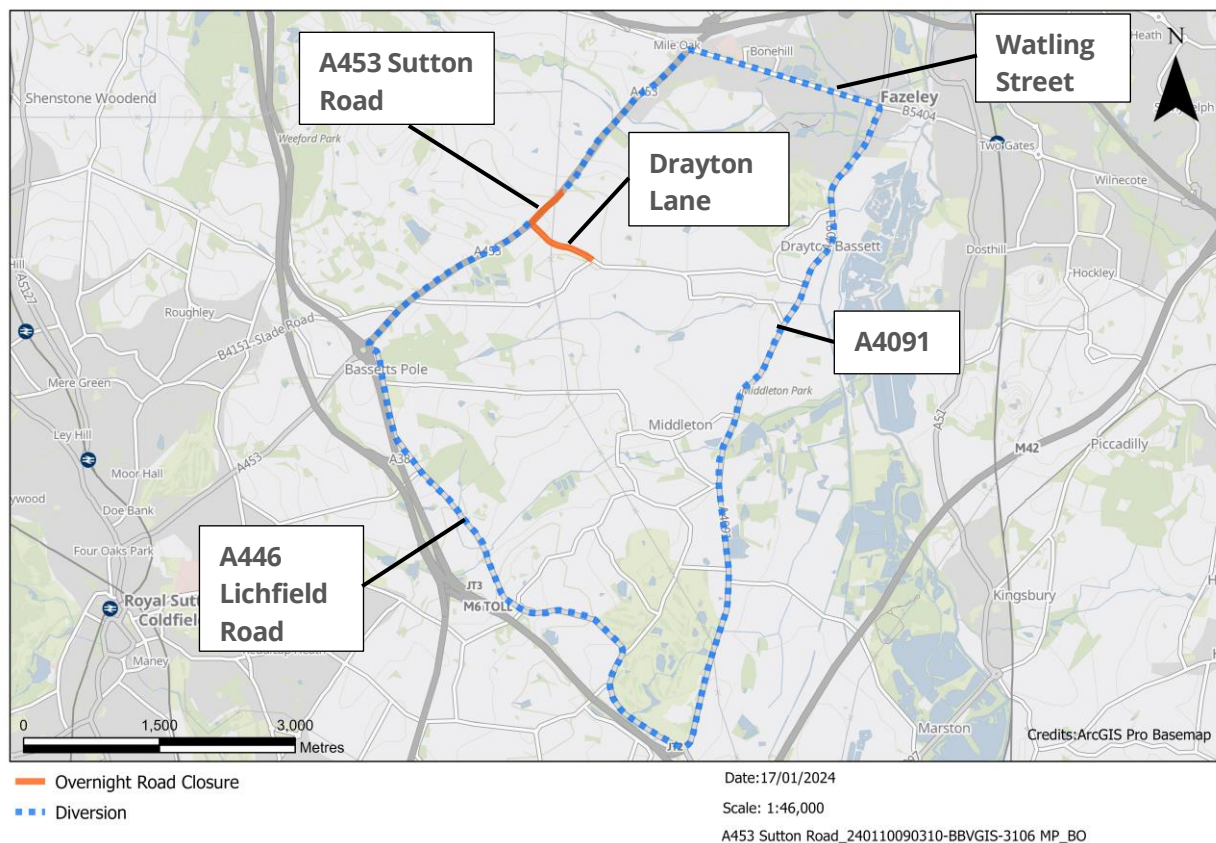 Mile Oak
Bonehill
Heath
N
A453 Sutton
Road
Watling
Street
Shenstone Woodend
A453
Fazeley
B5404
Weeford Park
Two Gates
Drayton
Lane
Wilnecote
Drayton Bassett
Dosthill
A453
Hill
A5127
Hockley
Roughley
B4151-Slade Road
A4091
Bassetts Pole
Mere Green
Middleton Park
A51
Ley Hill
Middleton
M42
Piccadilly
Moor Hall
A453
A38
Doe Bank
Four Oaks Park
A446
Lichfield
Road
JT3
M6 TOLL
Kingsbury
Royal Sutt
Coldfield
Maney
0
1,500
3,000
Metres
Marston
Credits:ArcGIS Pro Basemap
Overnight Road Closure
Diversion
Date:17/01/2024
Scale: 1:46,000
A453 Sutton Road_240110090310-BBVGIS-3106 MP_BO